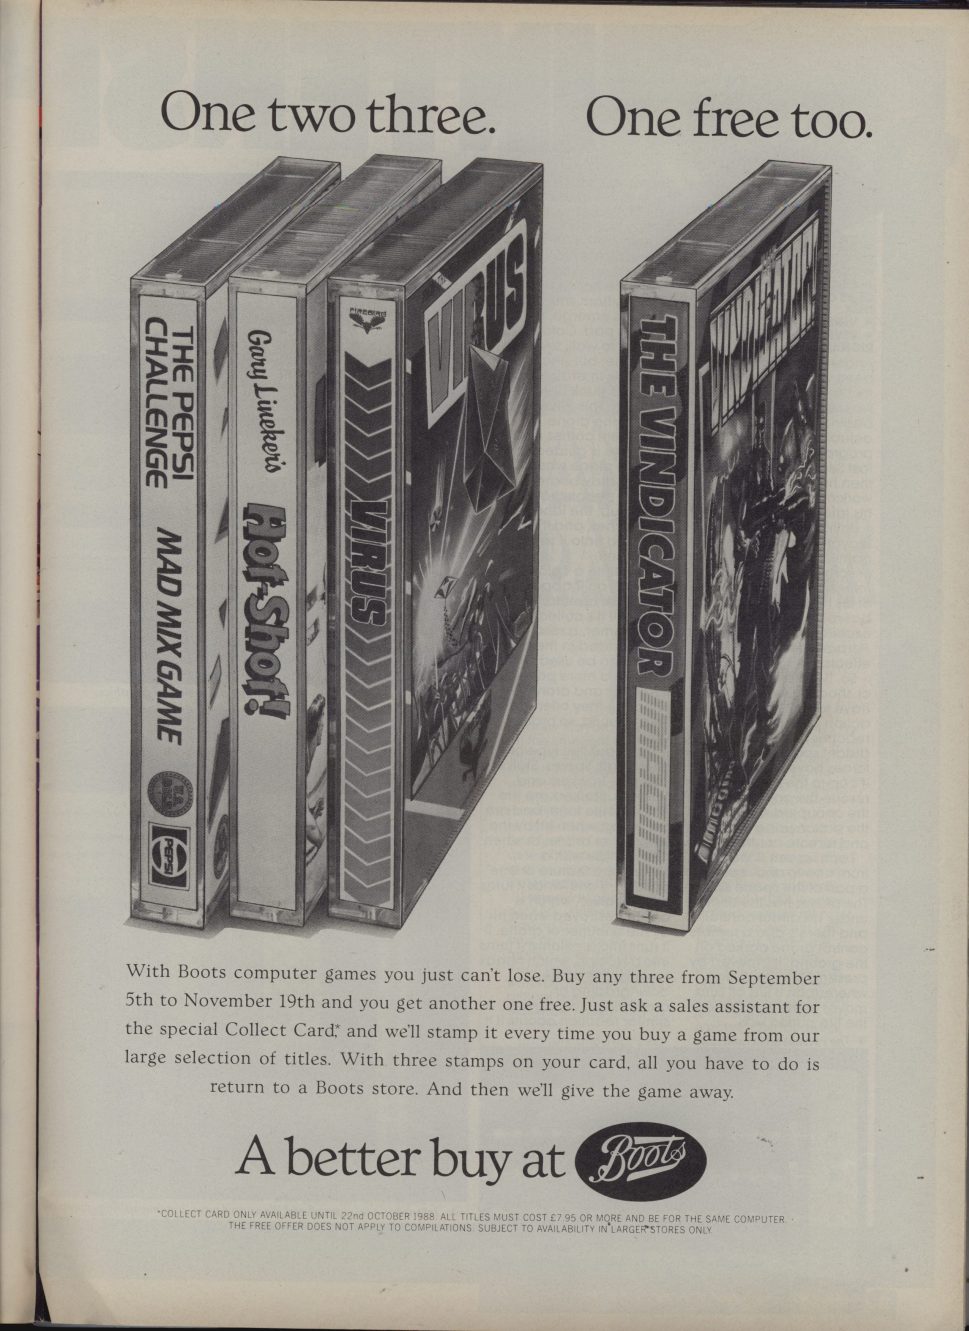 One two three.
One free too.
THE PEPSI
CHALLENGE
MAD MIX GAME
U.S.
GOLD
PEPSI
Gary Lineker's
Hot-Shot!
FIREBIRD
VIRUS
VIRUS
THE VINDICATOR
VINDICATOR
With Boots computer games you just can't lose. Buy any three from September
5th to November 19th and you get another one free. Just ask a sales assistant for
the special Collect Card,* and we'll stamp it every time you buy a game from our
large selection of titles. With three stamps on your card, all you have to do is
return to a Boots store. And then we'll give the game away.
A better buy at Boots
*COLLECT CARD ONLY AVAILABLE UNTIL 22nd OCTOBER 1988. ALL TITLES MUST COST £7.95 OR MORE AND BE FOR THE SAME COMPUTER.
THE FREE OFFER DOES NOT APPLY TO COMPILATIONS. SUBJECT TO AVAILABILITY IN LARGER STORES ONLY.